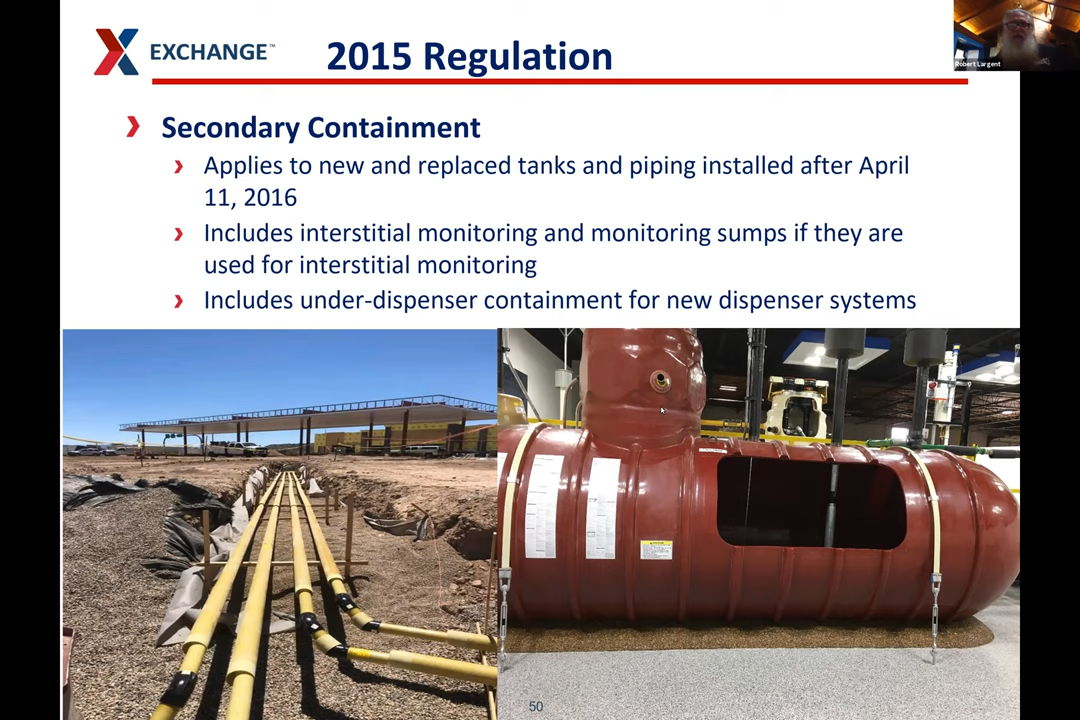 EXCHANGE™
2015 Regulation
Robert Largent
› Secondary Containment
› Applies to new and replaced tanks and piping installed after April
11, 2016
› Includes interstitial monitoring and monitoring sumps if they are
used for interstitial monitoring
› Includes under-dispenser containment for new dispenser systems
50